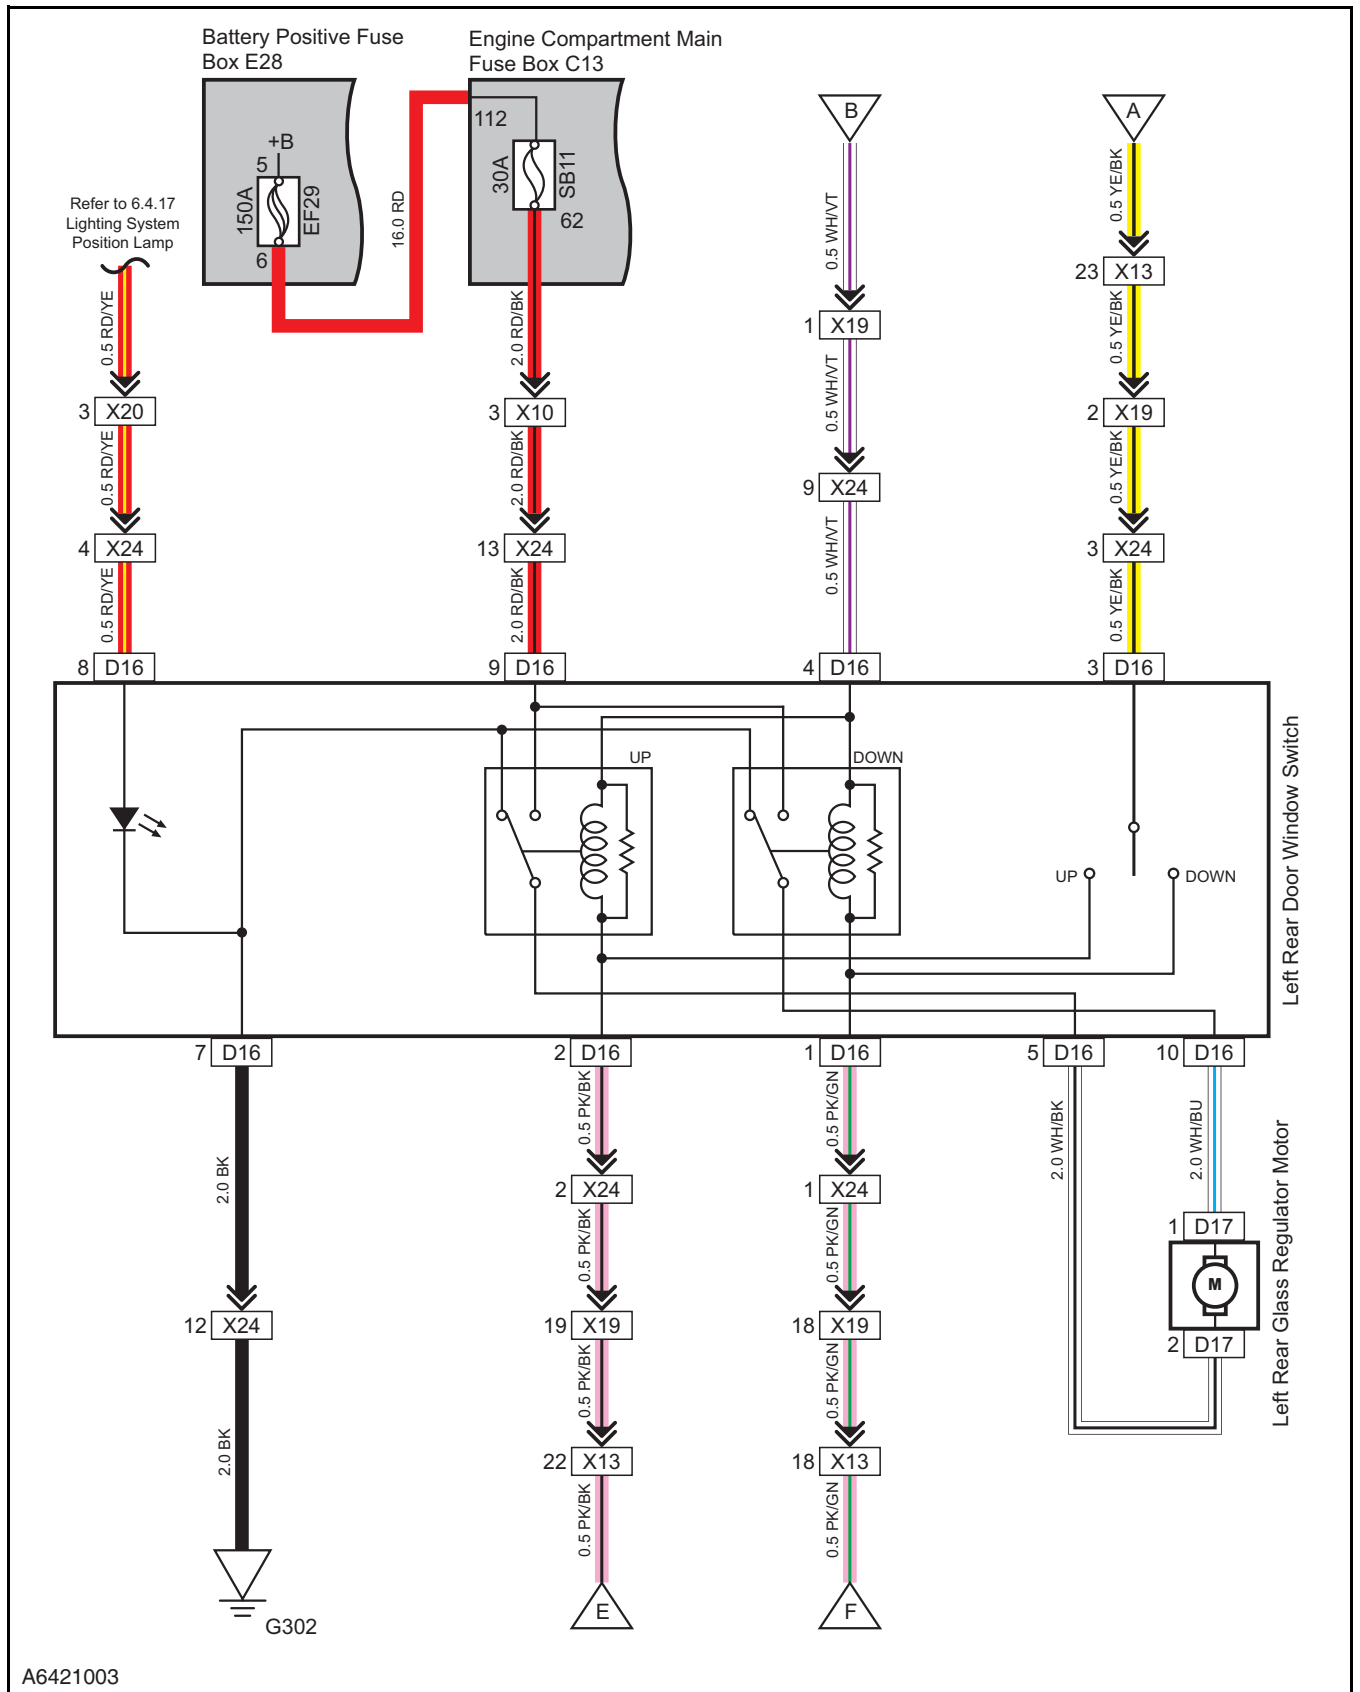 Battery Positive Fuse
Box E28
Engine Compartment Main
Fuse Box C13
+B
5
150A
EF29
6
16.0 RD
112
30A
SB11
62
B
A
Refer to 6.4.17
Lighting System
Position Lamp
0.5 RD/YE
2.0 RD/BK
0.5 WH/VT
0.5 YE/BK
23 X13
1 X19
0.5 YE/BK
3 X20
3 X10
2 X19
0.5 RD/YE
2.0 RD/BK
0.5 WH/VT
0.5 YE/BK
9 X24
4 X24
13 X24
3 X24
0.5 RD/YE
2.0 RD/BK
0.5 WH/VT
0.5 YE/BK
8 D16
9 D16
4 D16
3 D16
UP
DOWN
UP
DOWN
Left Rear Door Window Switch
7 D16
2 D16
1 D16
5 D16
10 D16
2.0 BK
0.5 PK/BK
0.5 PK/GN
2.0 WH/BK
2.0 WH/BU
2 X24
1 X24
1 D17
M
2 D17
Left Rear Glass Regulator Motor
0.5 PK/BK
0.5 PK/GN
12 X24
19 X19
18 X19
2.0 BK
0.5 PK/BK
0.5 PK/GN
22 X13
18 X13
0.5 PK/BK
0.5 PK/GN
E
F
G302
A6421003